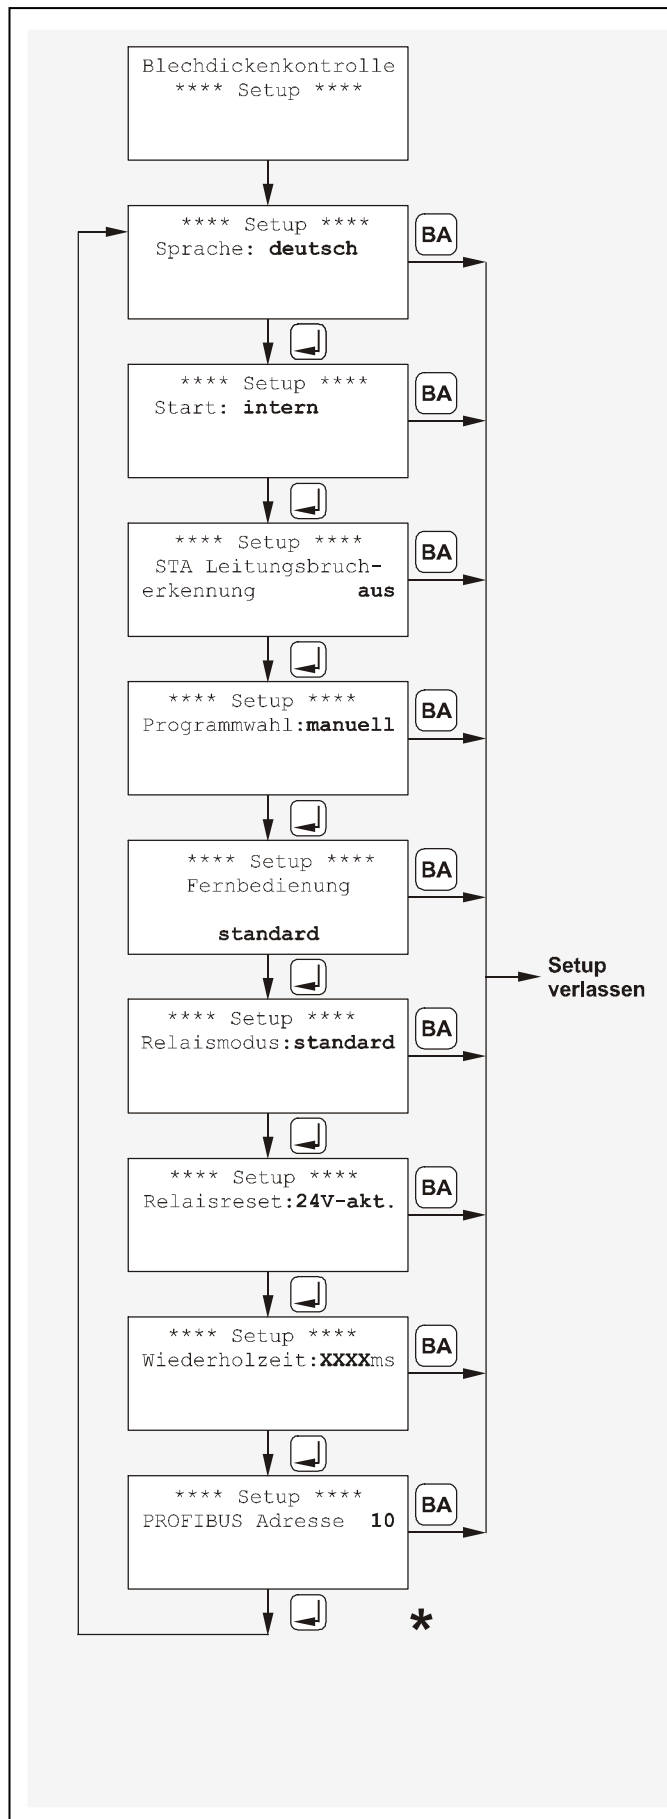 Blechdickenkontrolle
**** Setup ****
**** Setup ****
Sprache: deutsch
BA
**** Setup ****
Start: intern
BA
**** Setup ****
STA Leitungsbruch-
erkennung aus
BA
**** Setup ****
Programmwahl:manuell
BA
**** Setup ****
Fernbedienung
standard
BA
Setup
verlassen
**** Setup ****
Relaismodus:standard
BA
**** Setup ****
Relaisreset:24V-akt.
BA
**** Setup ****
Wiederholzeit:XXXXms
BA
**** Setup ****
PROFIBUS Adresse 10
BA
*